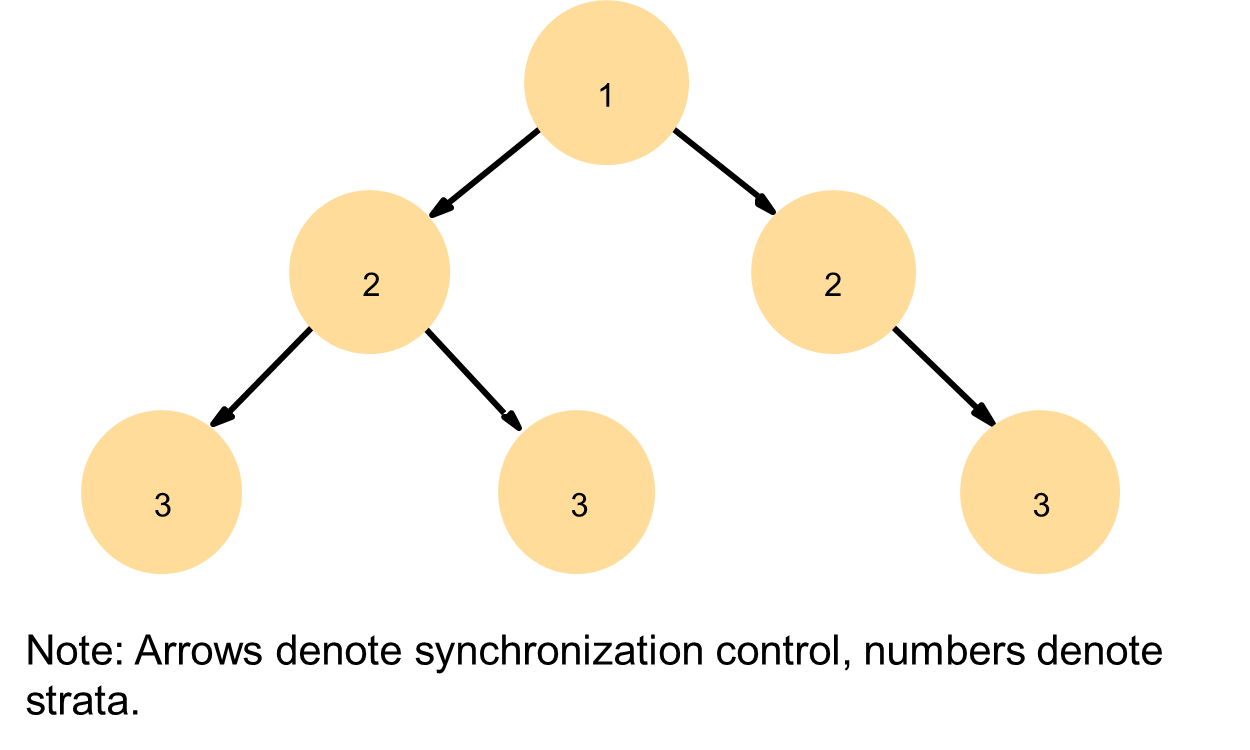 1
2 2
3 3 3
Note: Arrows denote synchronization control, numbers denote
strata.